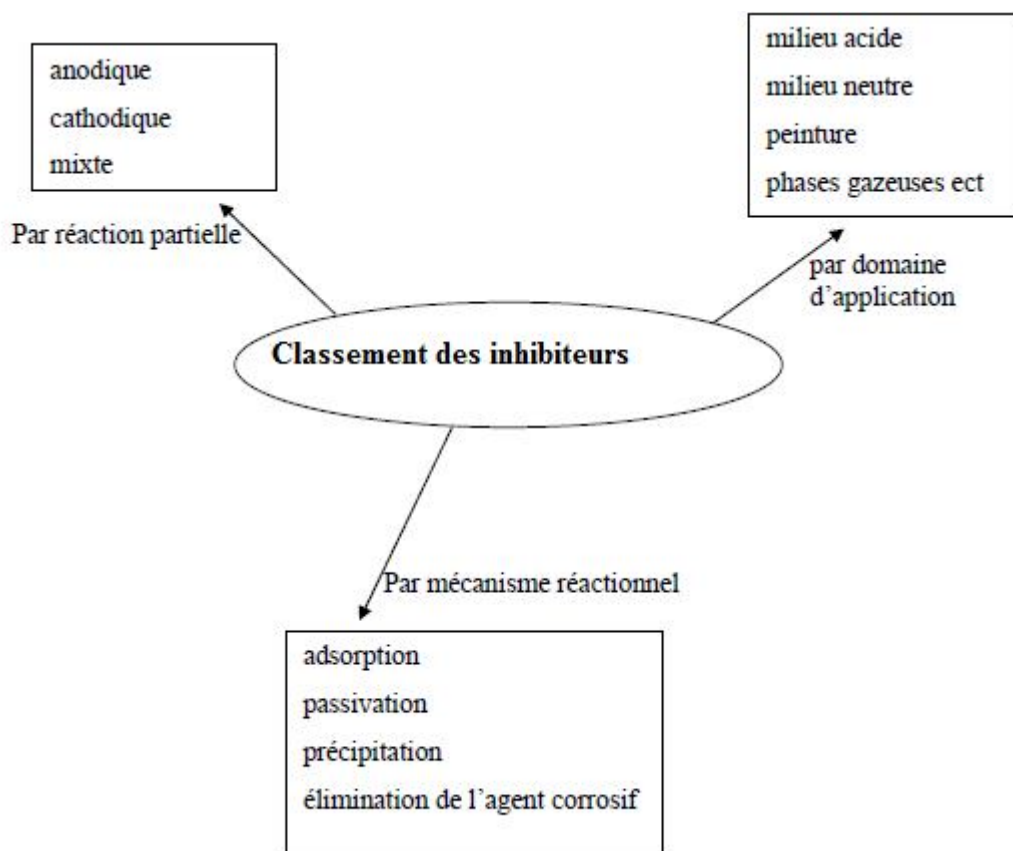 anodique
cathodique
mixte
milieu acide
milieu neutre
peinture
phases gazeuses ect
Par réaction partielle
par domaine
d’application
Classement des inhibiteurs
Par mécanisme réactionnel
adsorption
passivation
précipitation
élimination de l’agent corrosif